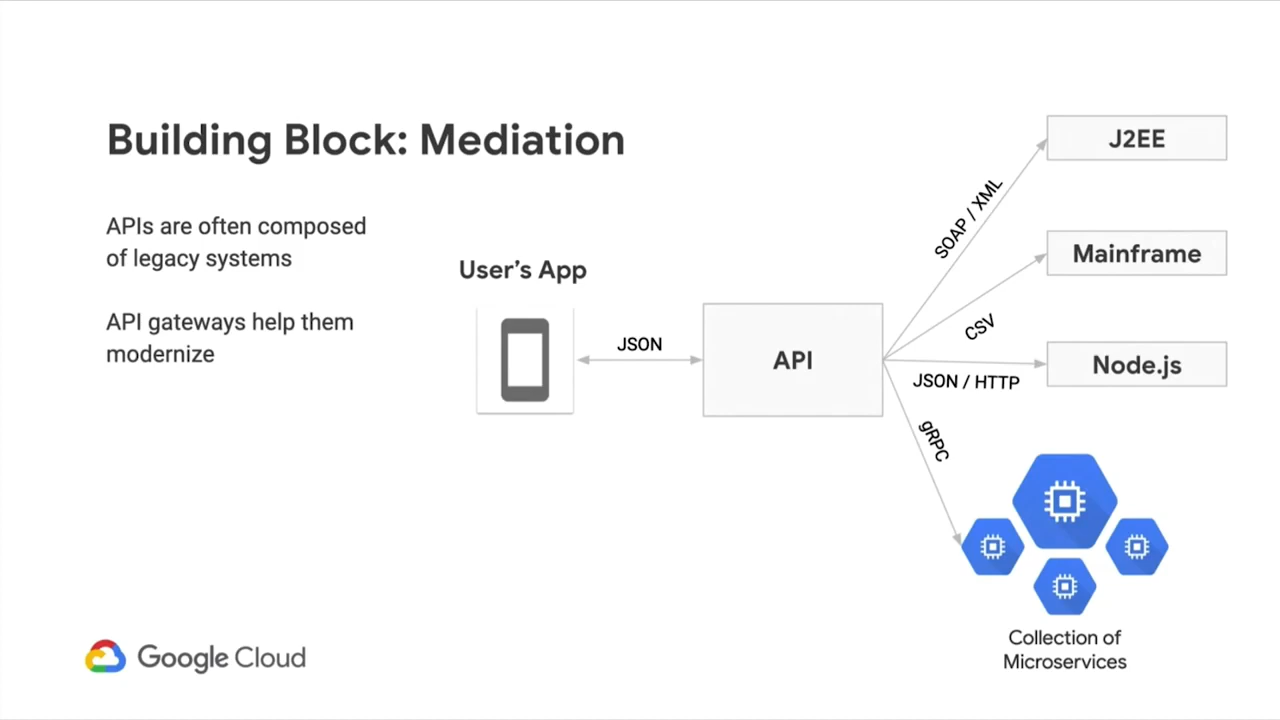 Building Block: Mediation
APIs are often composed
of legacy systems
API gateways help them
modernize
User’s App
JSON
API
SOAP / XML
CSV
JSON / HTTP
gRPC
J2EE
Mainframe
Node.js
Collection of
Microservices
Google Cloud